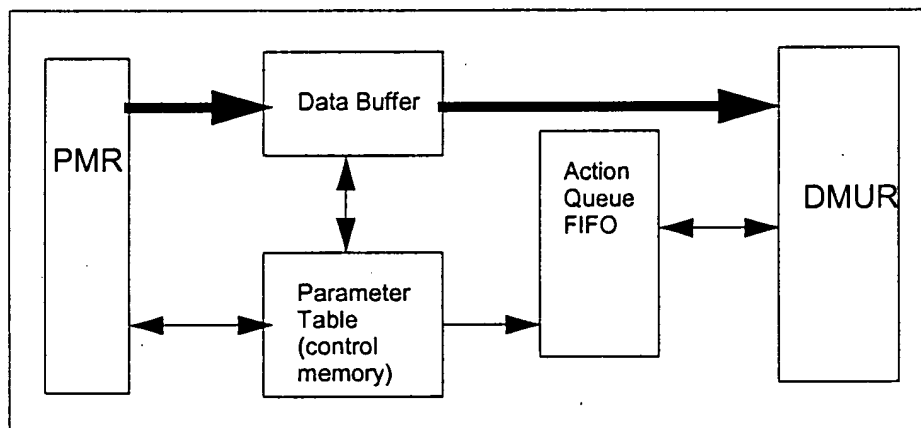 PMR
Data Buffer
Action
Queue
FIFO
DMUR
Parameter
Table
(control
memory)